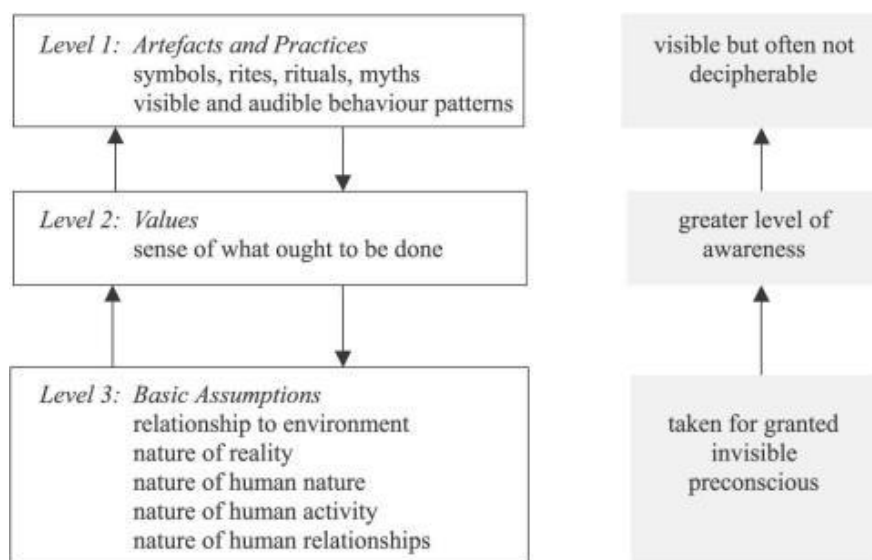 Level 1: Artefacts and Practices
symbols, rites, rituals, myths
visible and audible behaviour patterns
visible but often not
decipherable
Level 2: Values
sense of what ought to be done
greater level of
awareness
Level 3: Basic Assumptions
relationship to environment
nature of reality
nature of human nature
nature of human activity
nature of human relationships
taken for granted
invisible
preconscious